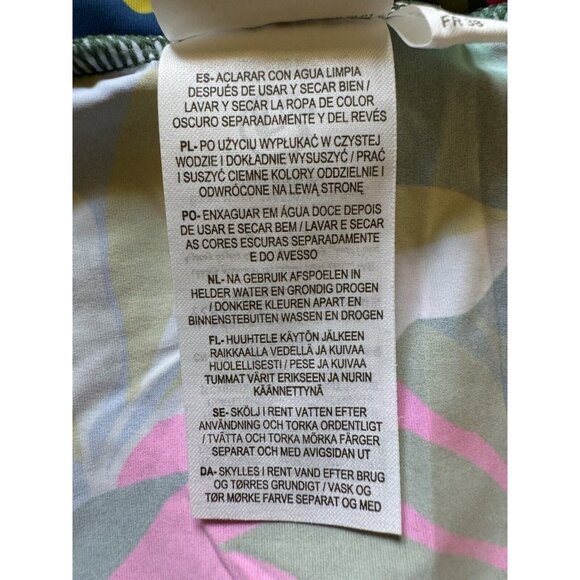 FR 38
ES- ACLARAR CON AGUA LIMPIA
DESPUÉS DE USAR Y SECAR BIEN /
LAVAR Y SECAR LA ROPA DE COLOR
OSCURO SEPARADAMENTE Y DEL REVÉS
PL- PO UŻYCIU WYPŁUKAĆ W CZYSTEJ
WODZIE I DOKŁADNIE WYSUSZYĆ / PRAĆ
I SUSZYĆ CIEMNE KOLORY ODDZIELNIE I
ODWRÓCONE NA LEWĄ STRONĘ
PO- ENXAGUAR EM ÁGUA DOCE DEPOIS
DE USAR E SECAR BEM / LAVAR E SECAR
AS CORES ESCURAS SEPARADAMENTE
E DO AVESSO
NL- NA GEBRUIK AFSPOELEN IN
HELDER WATER EN GRONDIG DROGEN
/ DONKERE KLEUREN APART EN
BINNENSTEBUITEN WASSEN EN DROGEN
FL- HUUHTELE KÄYTÖN JÄLKEEN
RAIKKAALLA VEDELLÄ JA KUIVAA
HUOLELLISESTI / PESE JA KUIVAA
TUMMAT VÄRIT ERIKSEEN JA NURIN
KÄÄNNETTYNÄ
SE- SKÖLJ I RENT VATTEN EFTER
ANVÄNDNING OCH TORKA ORDENTLIGT
/ TVÄTTA OCH TORKA MÖRKA FÄRGER
SEPARAT OCH MED AVIGSIDAN UT
DA- SKYLLES I RENT VAND EFTER BRUG
OG TØRRES GRUNDIGT / VASK OG
TØR MØRKE FARVE SEPARAT OG MED